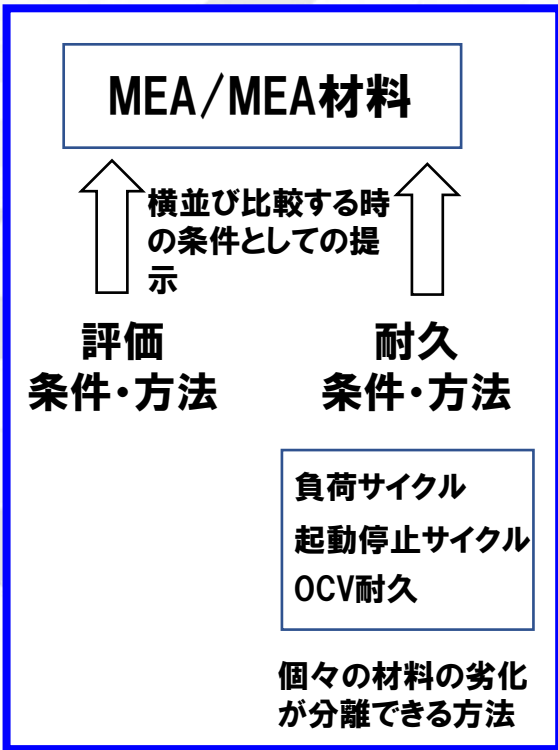 MEA/MEA材料
横並び比較する時
の条件としての提
示
評価
条件・方法
耐久
条件・方法
負荷サイクル
起動停止サイクル
OCV耐久
個々の材料の劣化
が分離できる方法